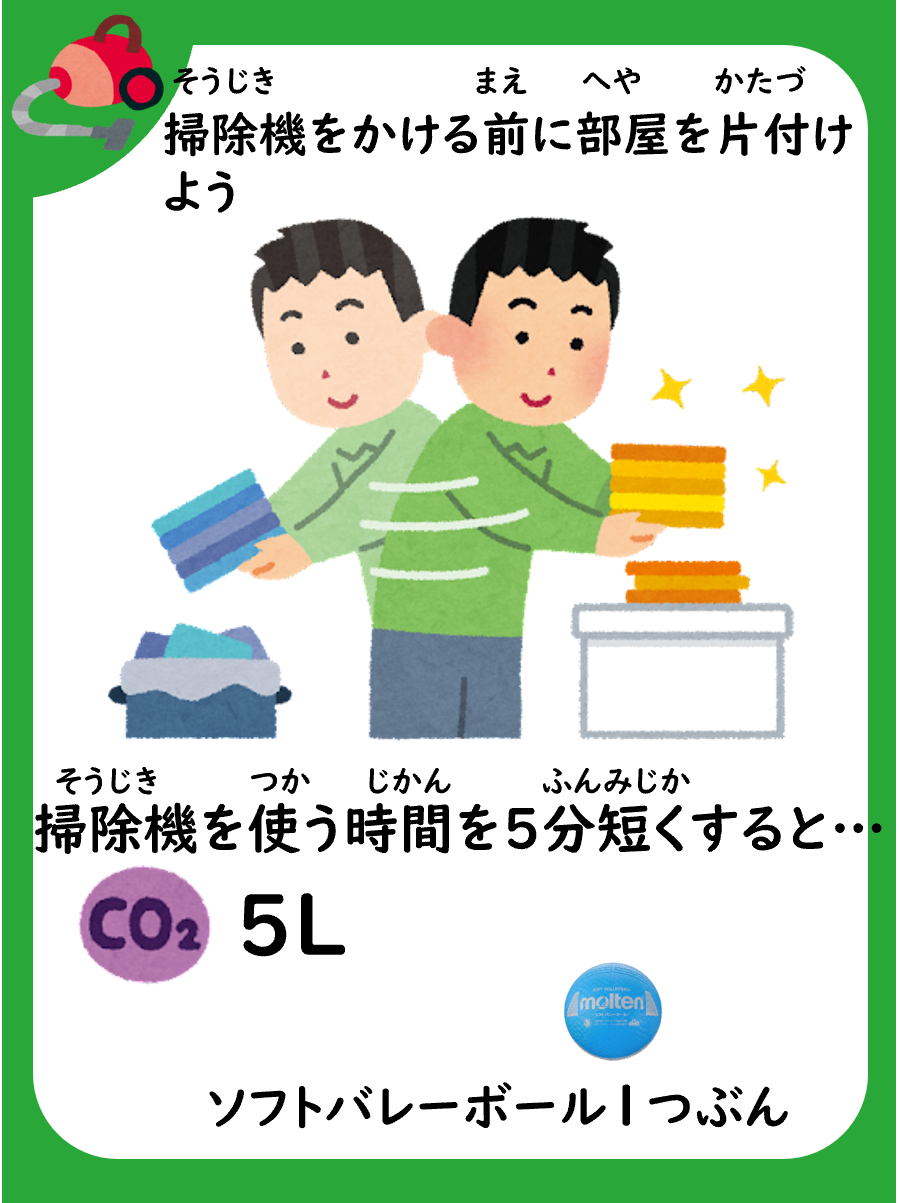 そうじき まえ へや かたづ
掃除機をかける前に部屋を片付け
よう
そうじき つか じかん ふんみじか
掃除機を使う時間を5分短くすると…
CO₂ 5L
molten
ソフトバレーボール1つぶん